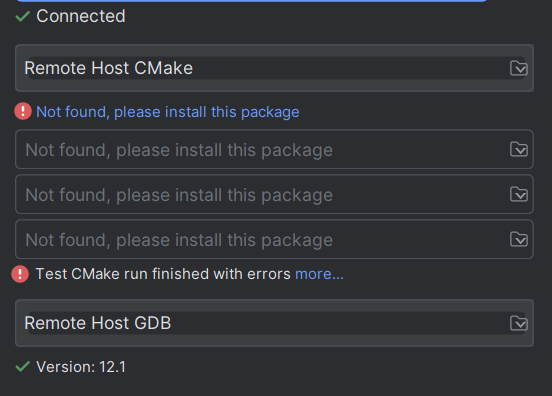 Connected
Remote Host CMake
Not found, please install this package
Not found, please install this package
Not found, please install this package
Not found, please install this package
Test CMake run finished with errors more...
Remote Host GDB
Version: 12.1